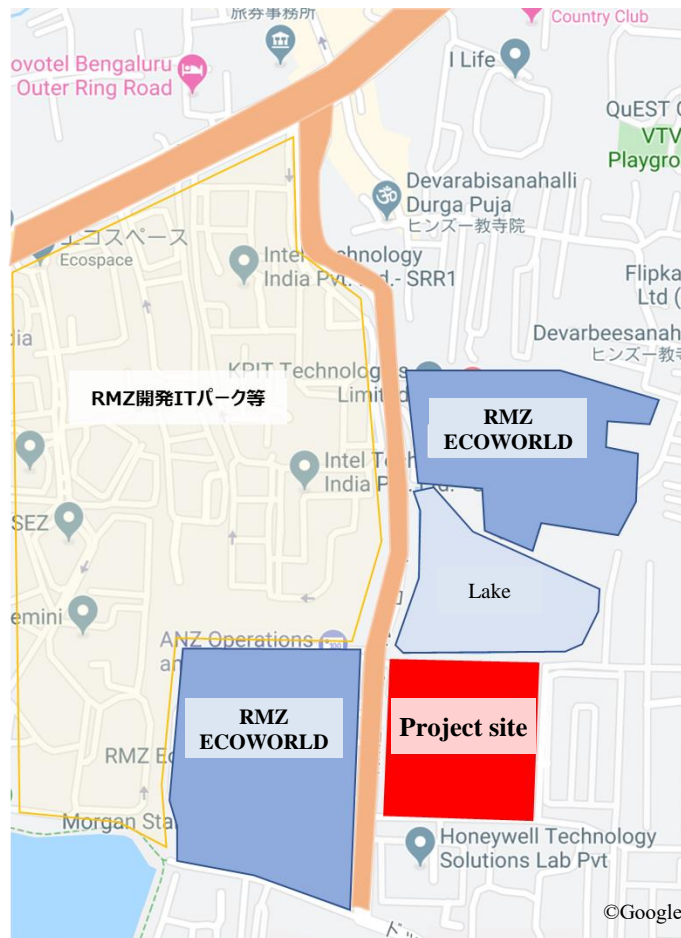 旅券事務所
Country Club
ovotel Bengaluru
Outer Ring Road
I Life
QuEST
VTV
Playgro
Devarabisanahalli
Durga Puja
ヒンズー教寺院
エコスペース
Ecospace
Intel Technology
India Pvt. Ltd.- SRR1
Flipka
Ltd (
dia
Devarbeesanah
ヒンズー教寺
KPIT Technologies
Limited
RMZ開発ITパーク等
RMZ
ECOWORLD
Intel Tech
India P
SEZ
Lake
emini
ANZ Operations
an
RMZ
ECOWORLD
Project site
RMZ Ec
Morgan Sta
Honeywell Technology
Solutions Lab Pvt
©Google